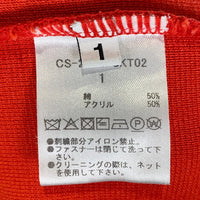 1
CS-2
KT02
1
綿 50%
アクリル 50%
●刺繍部分アイロン禁止。
●ファスナーは閉じて洗って下さい。
●クリーニングの際は、ネットを使用して下さい。